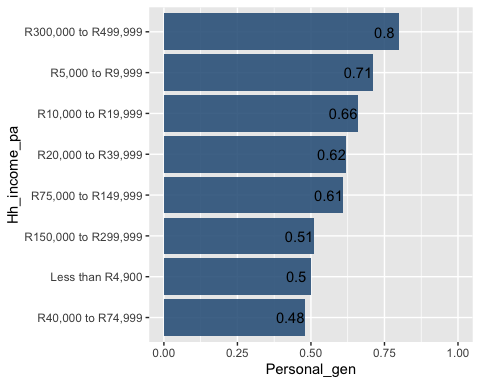 Hh_income_pa
R300,000 to R499,999 0.8
R5,000 to R9,999 0.71
R10,000 to R19,999 0.66
R20,000 to R39,999 0.62
R75,000 to R149,999 0.61
R150,000 to R299,999 0.51
Less than R4,900 0.5
R40,000 to R74,999 0.48
0.00 0.25 0.50 0.75 1.00
Personal_gen